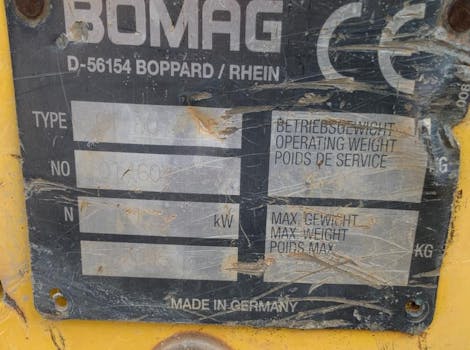 BOMAG
CE
D-56154 BOPPARD / RHEIN
TYPE
BETRIEBSGEWICHT
OPERATING WEIGHT
POIDS DE SERVICE
NO
N
kW
MAX. GEWICHT
MAX. WEIGHT
POIDS MAX.
KG
MADE IN GERMANY